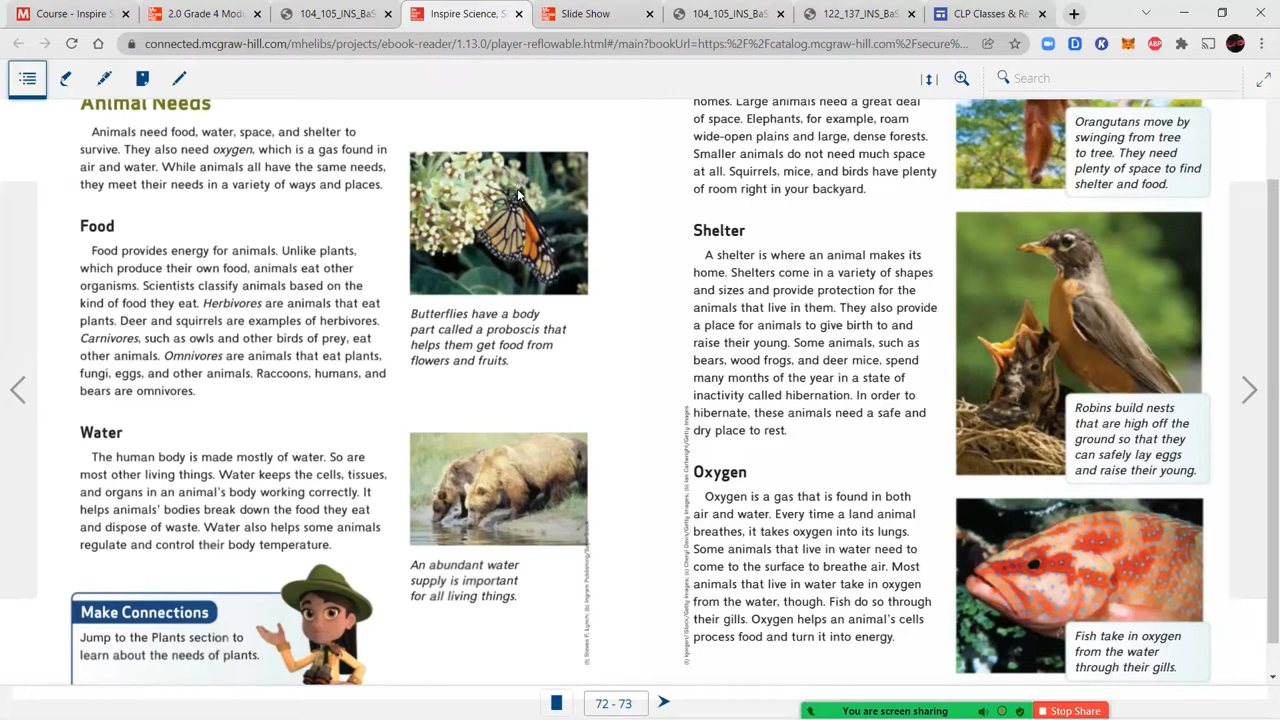 Course - Inspire
2.0 Grade 4 Mod
104_105_INS_BaS
Inspire Science, S
Slide Show
104_105_INS_BaS
122_137_INS_BaS
CLP Classes & Re
connected.mcgraw-hill.com/mhelibs/projects/ebook-reader/1.13.0/player-reflowable.html#/main?bookUrl=https:%2F%2Fcatalog.mcgraw-hill.com%2Fsecure%...
Search
Animal Needs
Animals need food, water, space, and shelter to
survive. They also need oxygen, which is a gas found in
air and water. While animals all have the same needs,
they meet their needs in a variety of ways and places.
Food
Food provides energy for animals. Unlike plants,
which produce their own food, animals eat other
organisms. Scientists classify animals based on the
kind of food they eat. Herbivores are animals that eat
plants. Deer and squirrels are examples of herbivores.
Carnivores, such as owls and other birds of prey, eat
other animals. Omnivores are animals that eat plants,
fungi, eggs, and other animals. Raccoons, humans, and
bears are omnivores.
Water
The human body is made mostly of water. So are
most other living things. Water keeps the cells, tissues,
and organs in an animal's body working correctly. It
helps animals' bodies break down the food they eat
and dispose of waste. Water also helps some animals
regulate and control their body temperature.
Make Connections
Jump to the Plants section to
learn about the needs of plants.
Butterflies have a body
part called a proboscis that
helps them get food from
flowers and fruits.
An abundant water
supply is important
for all living things.
homes. Large animals need a great deal
of space. Elephants, for example, roam
wide-open plains and large, dense forests.
Smaller animals do not need much space
at all. Squirrels, mice, and birds have plenty
of room right in your backyard.
Shelter
A shelter is where an animal makes its
home. Shelters come in a variety of shapes
and sizes and provide protection for the
animals that live in them. They also provide
a place for animals to give birth to and
raise their young. Some animals, such as
bears, wood frogs, and deer mice, spend
many months of the year in a state of
inactivity called hibernation. In order to
hibernate, these animals need a safe and
dry place to rest.
Oxygen
Oxygen is a gas that is found in both
air and water. Every time a land animal
breathes, it takes oxygen into its lungs.
Some animals that live in water need to
come to the surface to breathe air. Most
animals that live in water take in oxygen
from the water, though. Fish do so through
their gills. Oxygen helps an animal's cells
process food and turn it into energy.
Orangutans move by
swinging from tree
to tree. They need
plenty of space to find
shelter and food.
Robins build nests
that are high off the
ground so that they
can safely lay eggs
and raise their young.
Fish take in oxygen
from the water
through their gills.
72 - 73
You are screen sharing
Stop Share